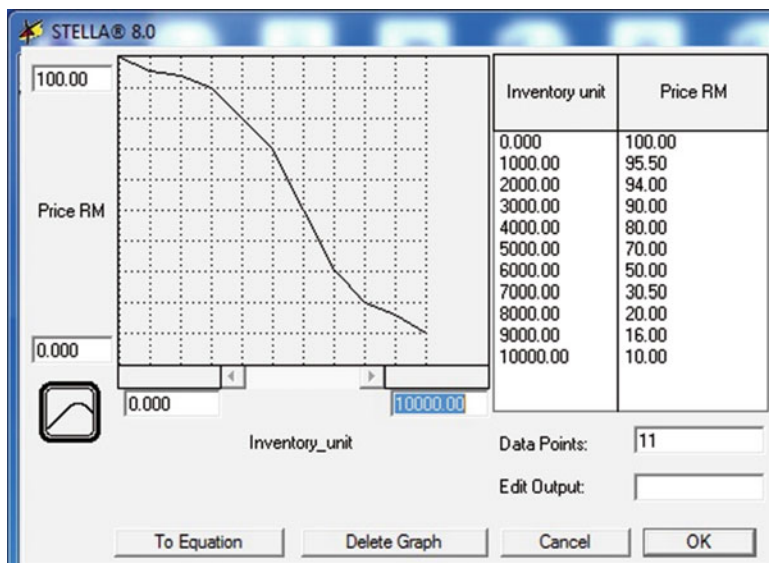 STELLA® 8.0
100.00
Price RM
0.000
0.000
10000.00
Inventory_unit
Inventory unit Price RM
0.000 100.00
1000.00 95.50
2000.00 94.00
3000.00 90.00
4000.00 80.00
5000.00 70.00
6000.00 50.00
7000.00 30.50
8000.00 20.00
9000.00 16.00
10000.00 10.00
Data Points: 11
Edit Output:
To Equation Delete Graph Cancel OK